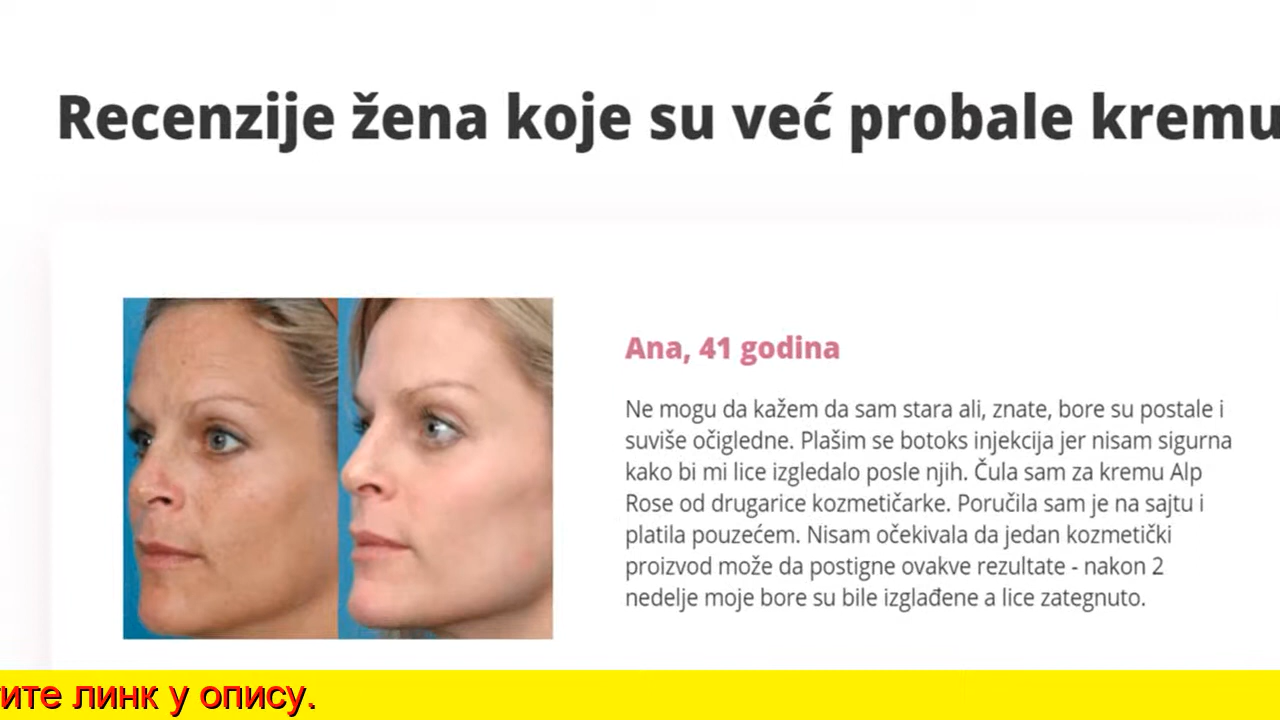 Recenzije žena koje su već probale kremu
Ana, 41 godina
Ne mogu da kažem da sam stara ali, znate, bore su postale i
suviše očigledne. Plašim se botoks injekcija jer nisam sigurna
kako bi mi lice izgledalo posle njih. Čula sam za kremu Alp
Rose od drugarice kozmetičarke. Poručila sam je na sajtu i
platila pouzećem. Nisam očekivala da jedan kozmetički
proizvod može da postigne ovakve rezultate - nakon 2
nedelje moje bore su bile izglađene a lice zategnuto.
ите линк у опису.